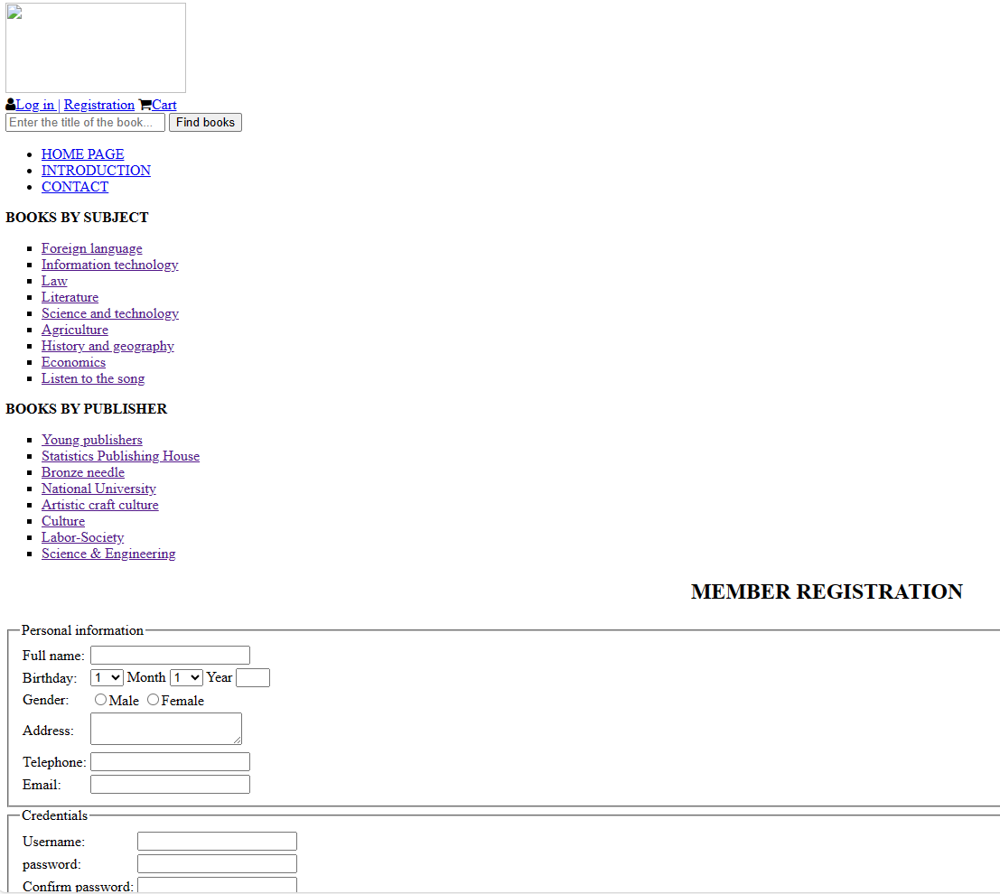 Log in | Registration Cart
Enter the title of the book... Find books
HOME PAGE
INTRODUCTION
CONTACT
BOOKS BY SUBJECT
Foreign language
Information technology
Law
Literature
Science and technology
Agriculture
History and geography
Economics
Listen to the song
BOOKS BY PUBLISHER
Young publishers
Statistics Publishing House
Bronze needle
National University
Artistic craft culture
Culture
Labor-Society
Science & Engineering
MEMBER REGISTRATION
Personal information
Full name:
Birthday: 1 Month 1 Year
Gender: Male Female
Address:
Telephone:
Email:
Credentials
Username:
password:
Confirm password: